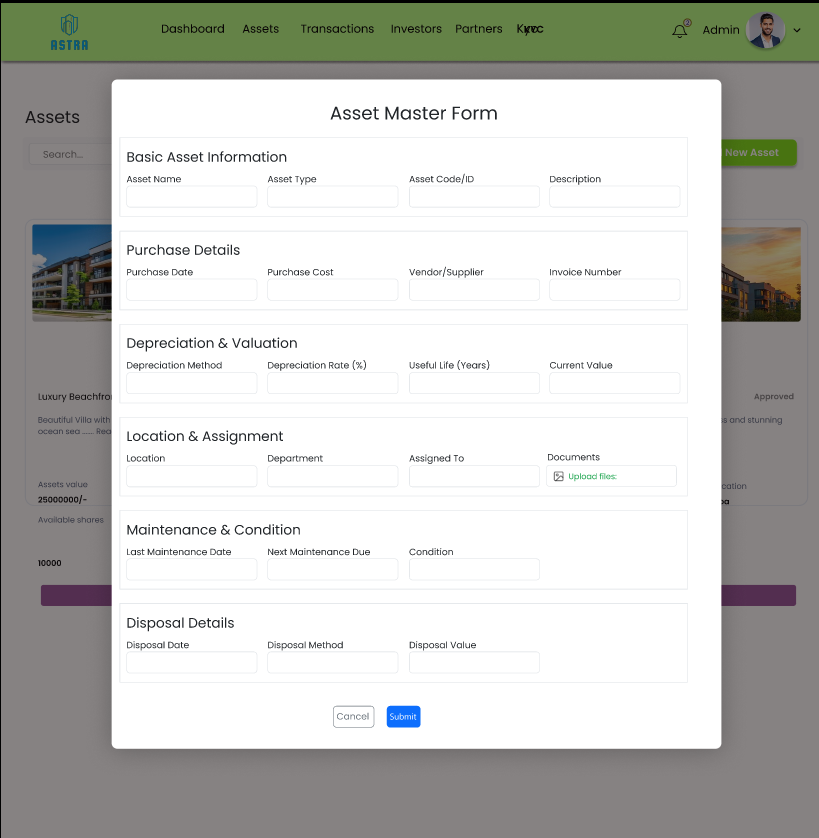 Dashboard Assets Transactions Investors Partners
2
Admin
ASTRA
Assets
Search...
New Asset
Asset Master Form
Basic Asset Information
Asset Name Asset Type Asset Code/ID Description
Purchase Details
Purchase Date Purchase Cost Vendor/Supplier Invoice Number
Depreciation & Valuation
Depreciation Method Depreciation Rate (%) Useful Life (Years) Current Value
Location & Assignment
Location Department Assigned To Documents
Upload files:
Maintenance & Condition
Last Maintenance Date Next Maintenance Due Condition
Disposal Details
Disposal Date Disposal Method Disposal Value
Cancel Submit
Luxury Beachfro
Approved
Beautiful Villa with
ocean sea ...... Rea
s and stunning
Assets value
cation
25000000/-
Available shares
10000